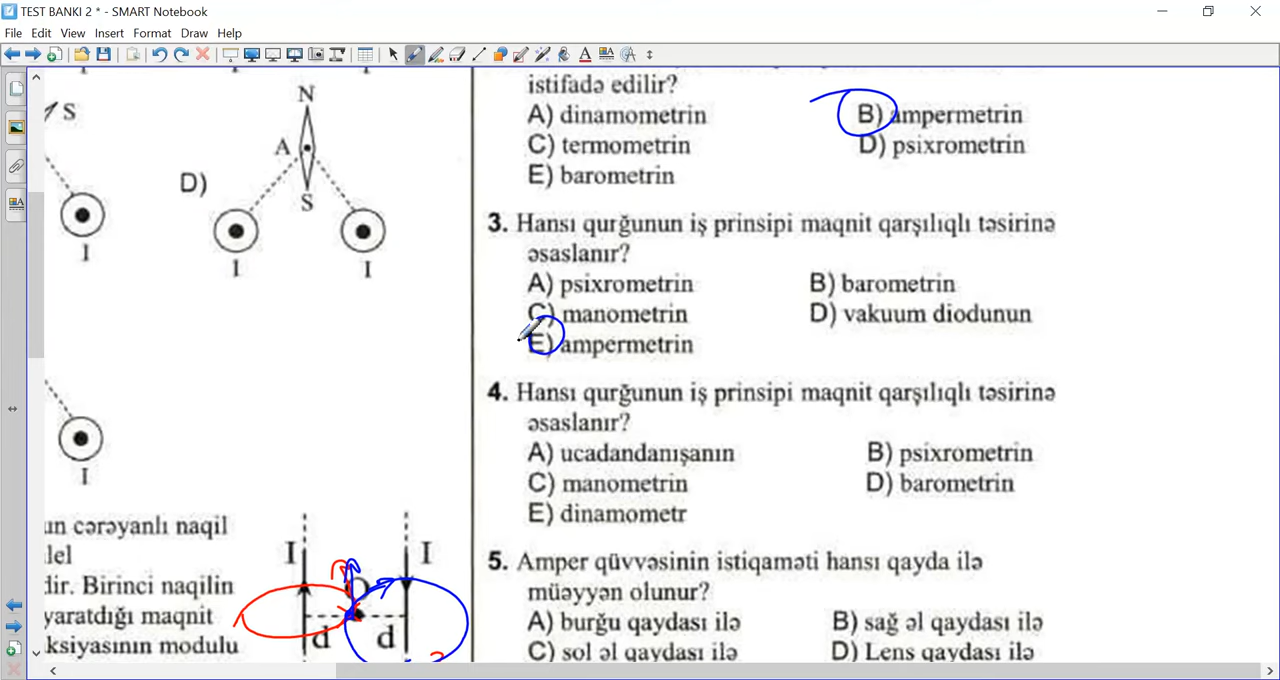 TEST BANKI 2 * - SMART Notebook
File Edit View Insert Format Draw Help
S
N
A
S
D)
I
I
I
I
un cərəyanlı naqil
lel
dir. Birinci naqilin
yaratdığı maqnit
ksiyasının modulu
I
I
d
d
istifadə edilir?
A) dinamometrin
B) ampermetrin
C) termometrin
D) psixrometrin
E) barometrin
3. Hansı qurğunun iş prinsipi maqnit qarşılıqlı təsirinə
əsaslanır?
A) psixrometrin
B) barometrin
C) manometrin
D) vakuum diodunun
E) ampermetrin
4. Hansı qurğunun iş prinsipi maqnit qarşılıqlı təsirinə
əsaslanır?
A) ucadandanışanın
B) psixrometrin
C) manometrin
D) barometrin
E) dinamometr
5. Amper qüvvəsinin istiqaməti hansı qayda ilə
müəyyən olunur?
A) burğu qaydası ilə
B) sağ əl qaydası ilə
C) sol əl qaydası ilə
D) Lens qaydası ilə